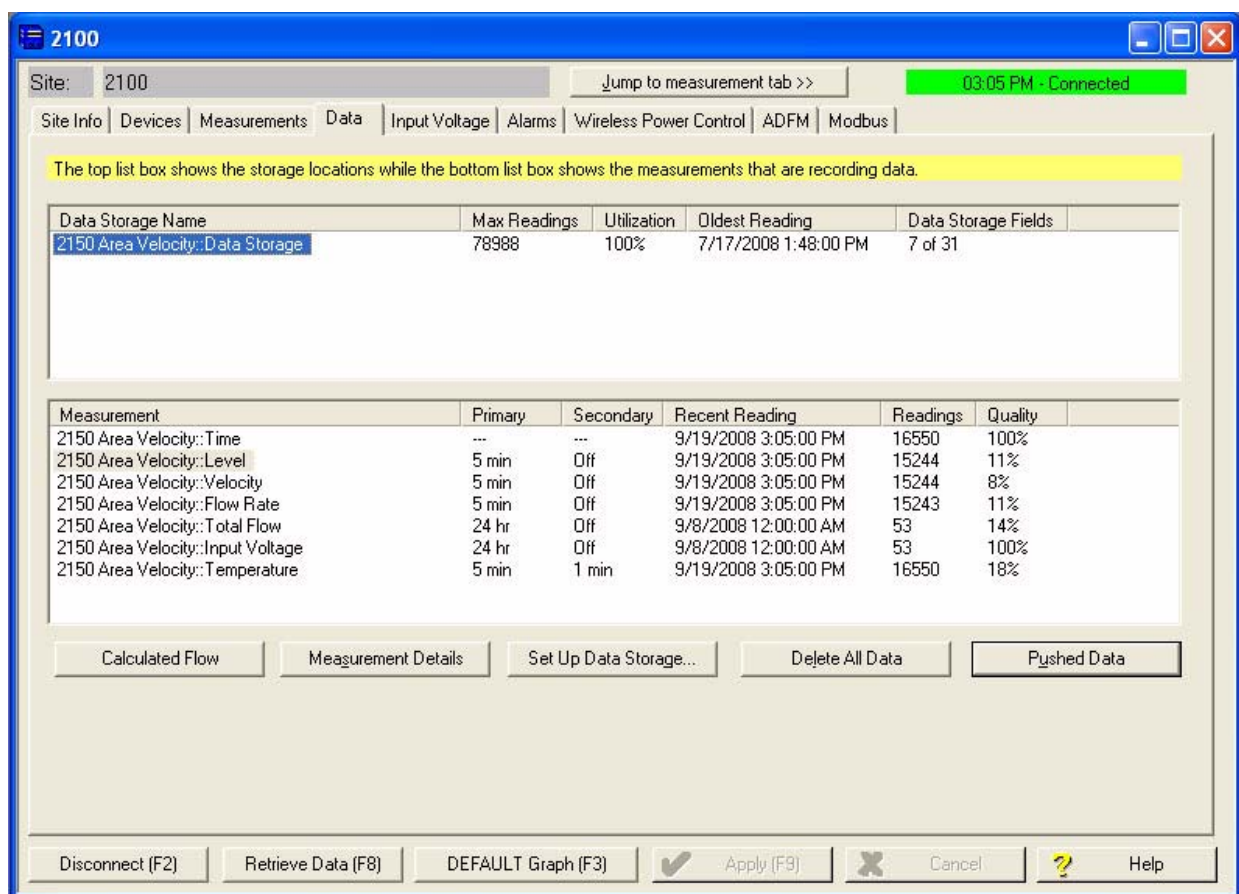 2100
Site: 2100 Jump to measurement tab >> 03:05 PM - Connected
Site Info Devices Measurements Data Input Voltage Alarms Wireless Power Control ADFM Modbus
The top list box shows the storage locations while the bottom list box shows the measurements that are recording data.
Data Storage Name Max Readings Utilization Oldest Reading Data Storage Fields
2150 Area Velocity::Data Storage 78988 100% 7/17/2008 1:48:00 PM 7 of 31
Measurement Primary Secondary Recent Reading Readings Quality
2150 Area Velocity::Time --- --- 9/19/2008 3:05:00 PM 16550 100%
2150 Area Velocity::Level 5 min Off 9/19/2008 3:05:00 PM 15244 11%
2150 Area Velocity::Velocity 5 min Off 9/19/2008 3:05:00 PM 15244 8%
2150 Area Velocity::Flow Rate 5 min Off 9/19/2008 3:05:00 PM 15243 11%
2150 Area Velocity::Total Flow 24 hr Off 9/8/2008 12:00:00 AM 53 14%
2150 Area Velocity::Input Voltage 24 hr Off 9/8/2008 12:00:00 AM 53 100%
2150 Area Velocity::Temperature 5 min 1 min 9/19/2008 3:05:00 PM 16550 18%
Calculated Flow Measurement Details Set Up Data Storage... Delete All Data Pushed Data
Disconnect (F2) Retrieve Data (F8) DEFAULT Graph (F3) Apply (F9) Cancel Help